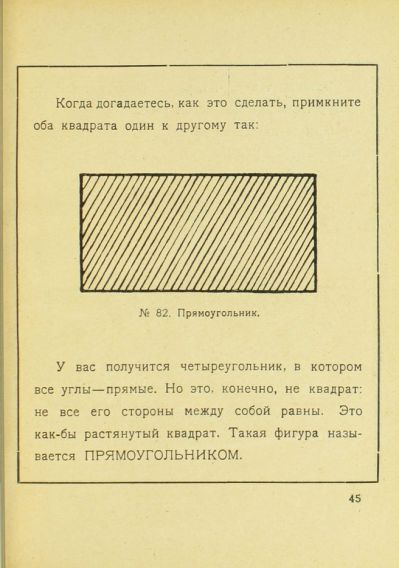 Когда догадаетесь, как это сделать, примкните
оба квадрата один к другому так:
№ 82. Прямоугольник.
У вас получится четыреугольник, в котором
все углы—прямые. Но это, конечно, не квадрат:
не все его стороны между собой равны. Это
как-бы растянутый квадрат. Такая фигура назы-
вается ПРЯМОУГОЛЬНИКОМ.
45